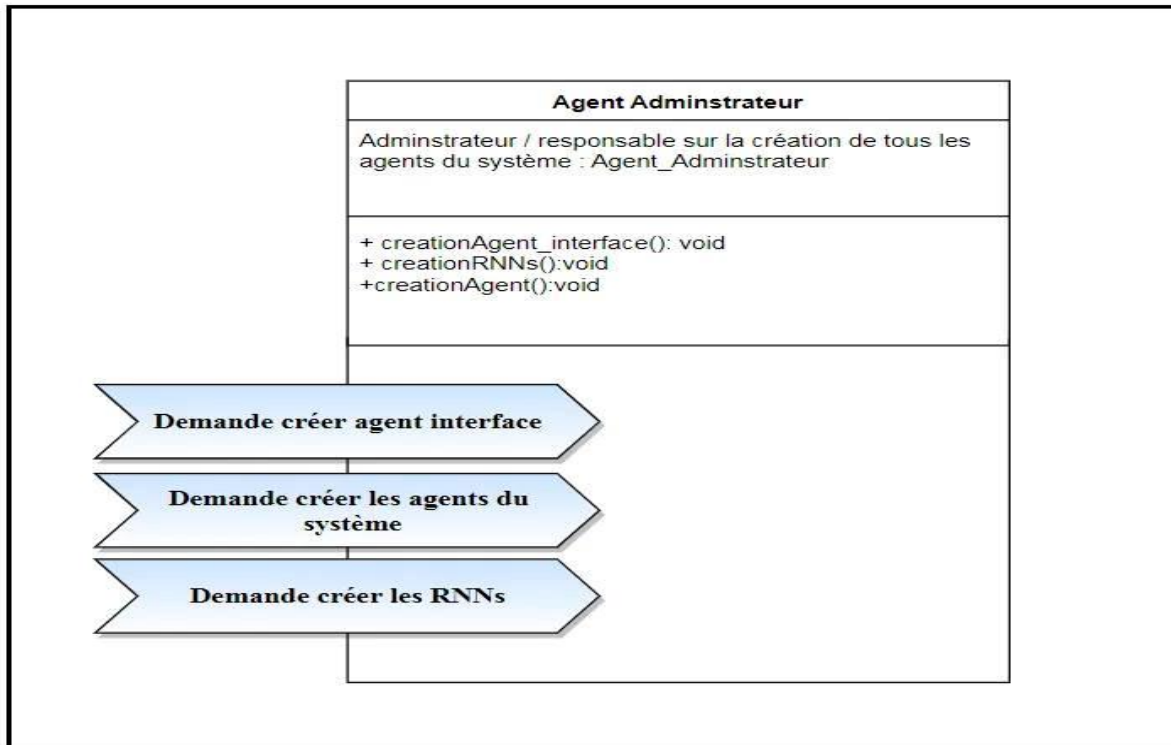 Agent Adminstrateur
Adminstrateur / responsable sur la création de tous les
agents du système : Agent_Adminstrateur
+ creationAgent_interface(): void
+ creationRNNs():void
+creationAgent():void
Demande créer agent interface
Demande créer les agents du
système
Demande créer les RNNs